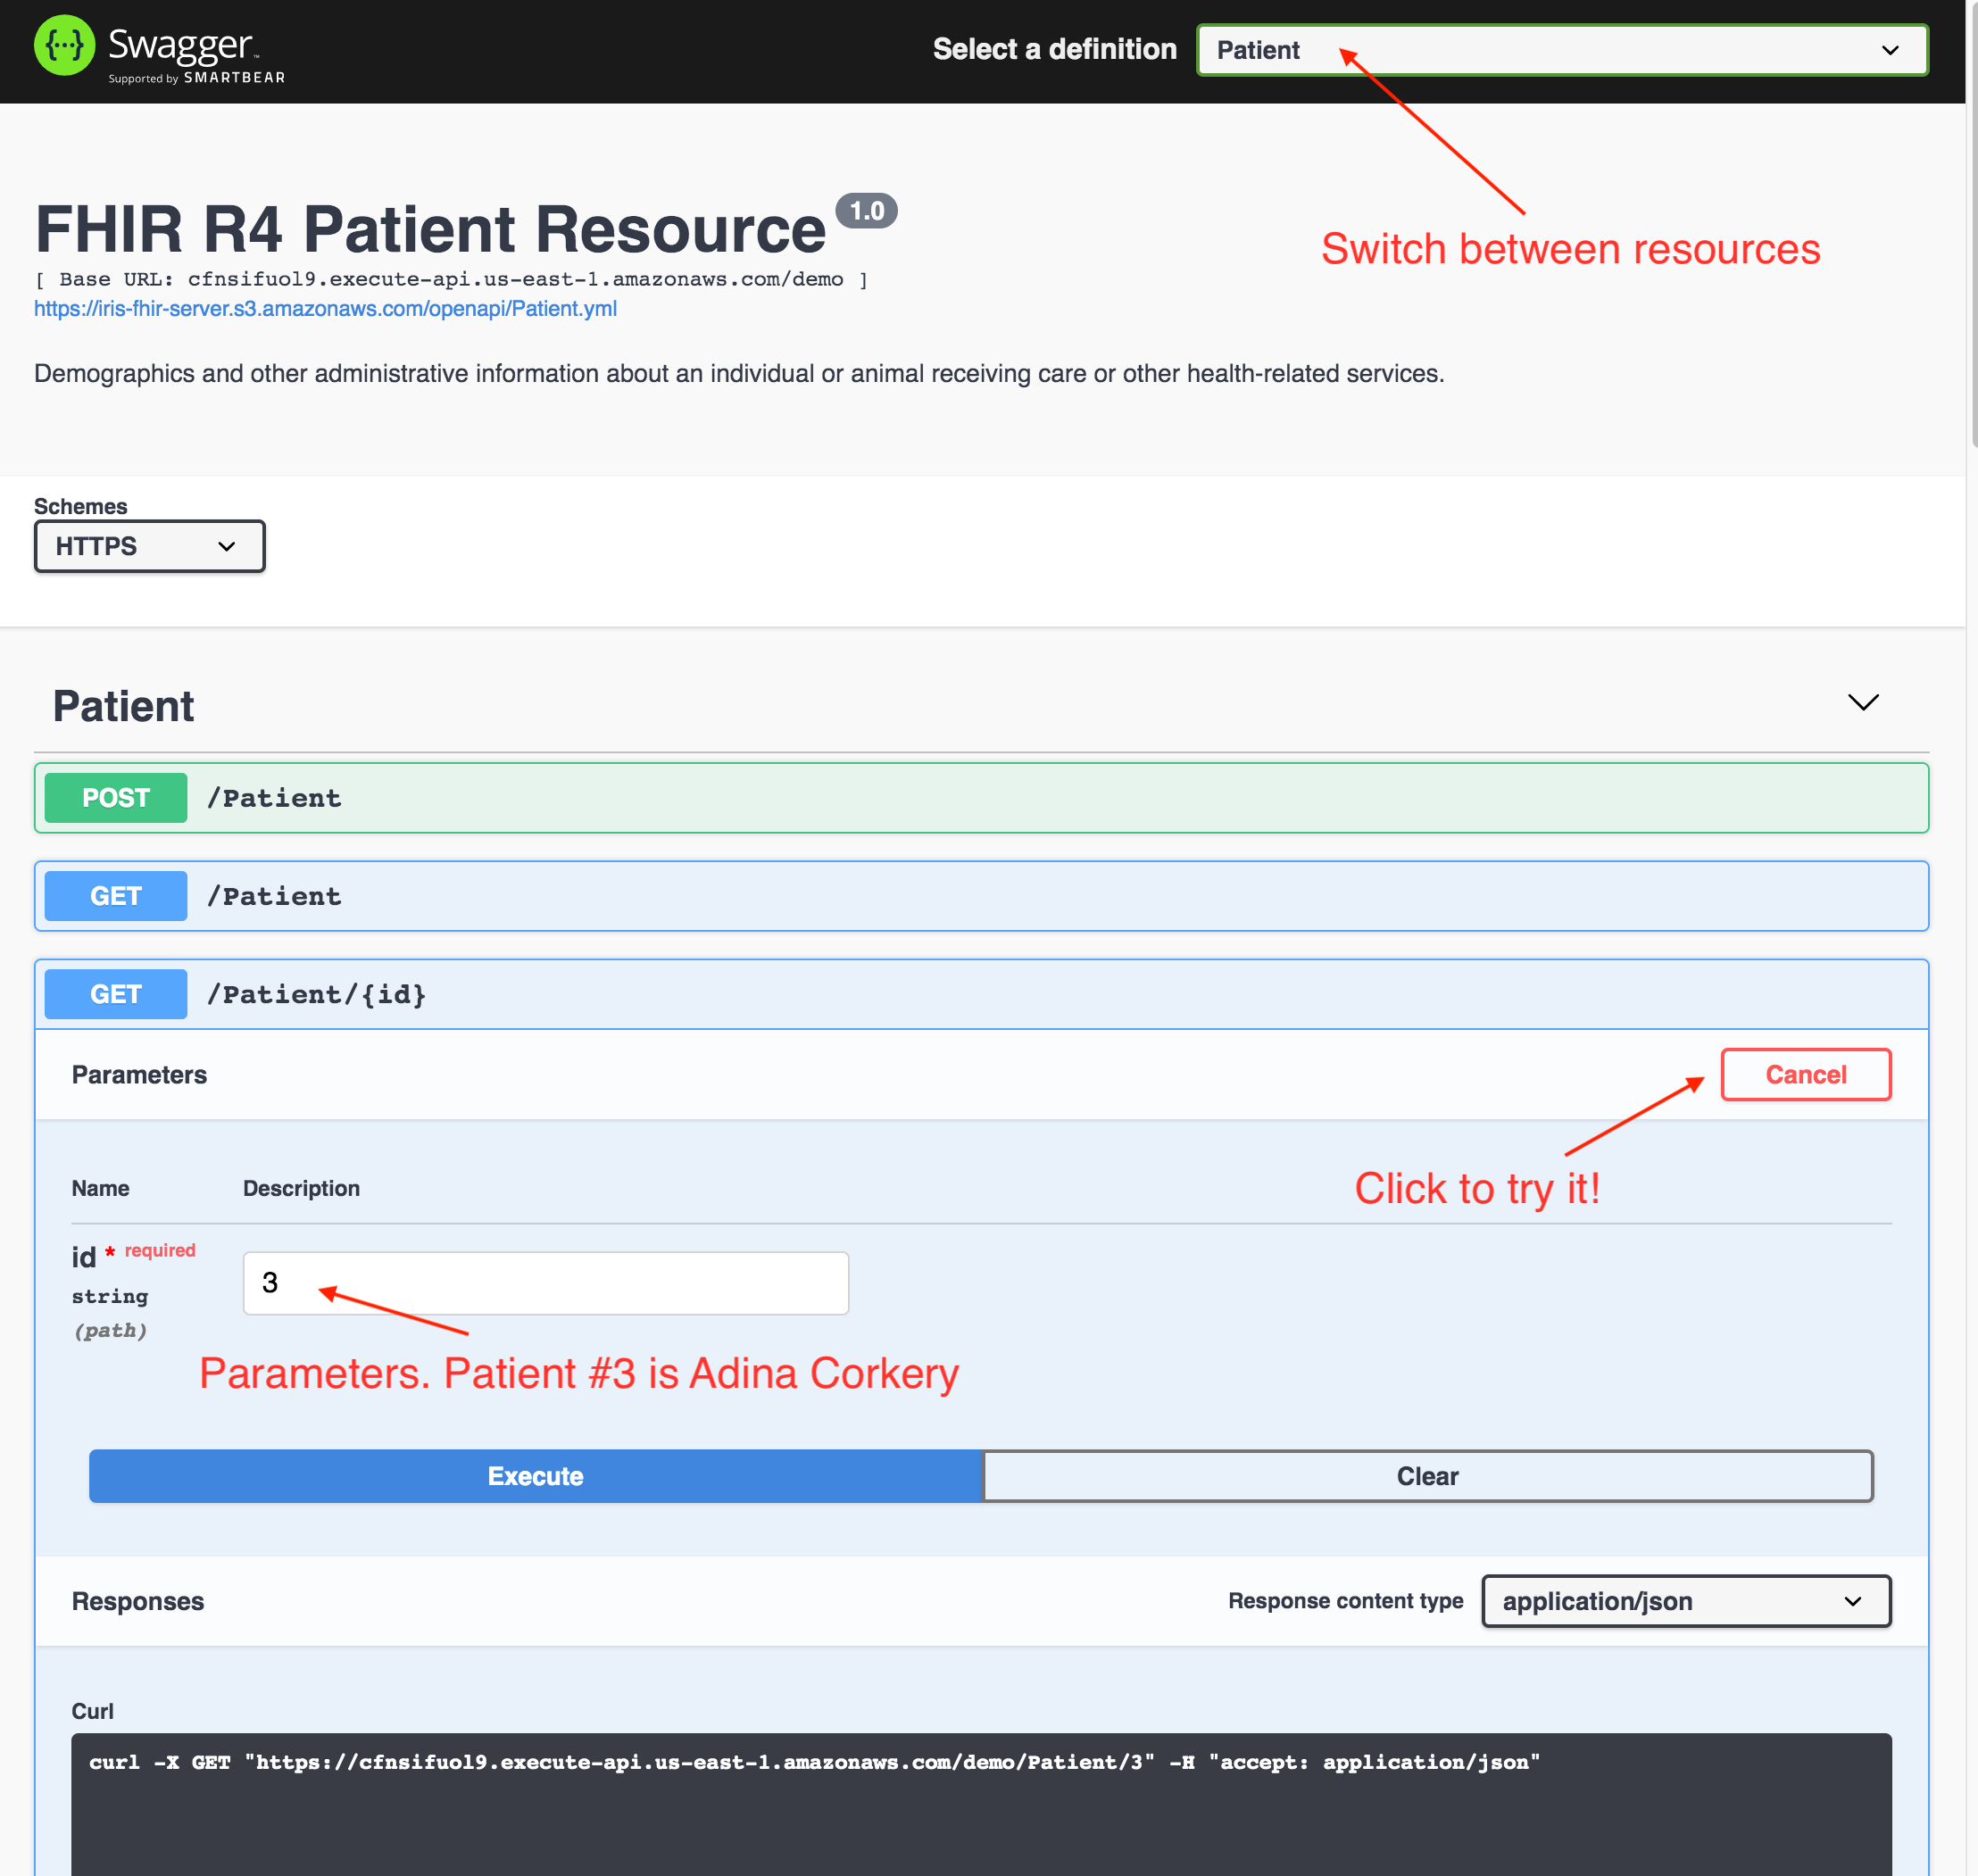 {···} Swagger™
Supported by SMARTBEAR
Select a definition
Patient
Switch between resources
FHIR R4 Patient Resource 1.0
[ Base URL: cfnsifuol9.execute-api.us-east-1.amazonaws.com/demo ]
https://iris-fhir-server.s3.amazonaws.com/openapi/Patient.yml
Demographics and other administrative information about an individual or animal receiving care or other health-related services.
Schemes
HTTPS
Patient
POST /Patient
GET /Patient
GET /Patient/{id}
Parameters
Cancel
Click to try it!
Name Description
id * required
string
(path)
3
Parameters. Patient #3 is Adina Corkery
Execute
Clear
Responses
Response content type
application/json
Curl
curl -X GET "https://cfnsifuol9.execute-api.us-east-1.amazonaws.com/demo/Patient/3" -H "accept: application/json"